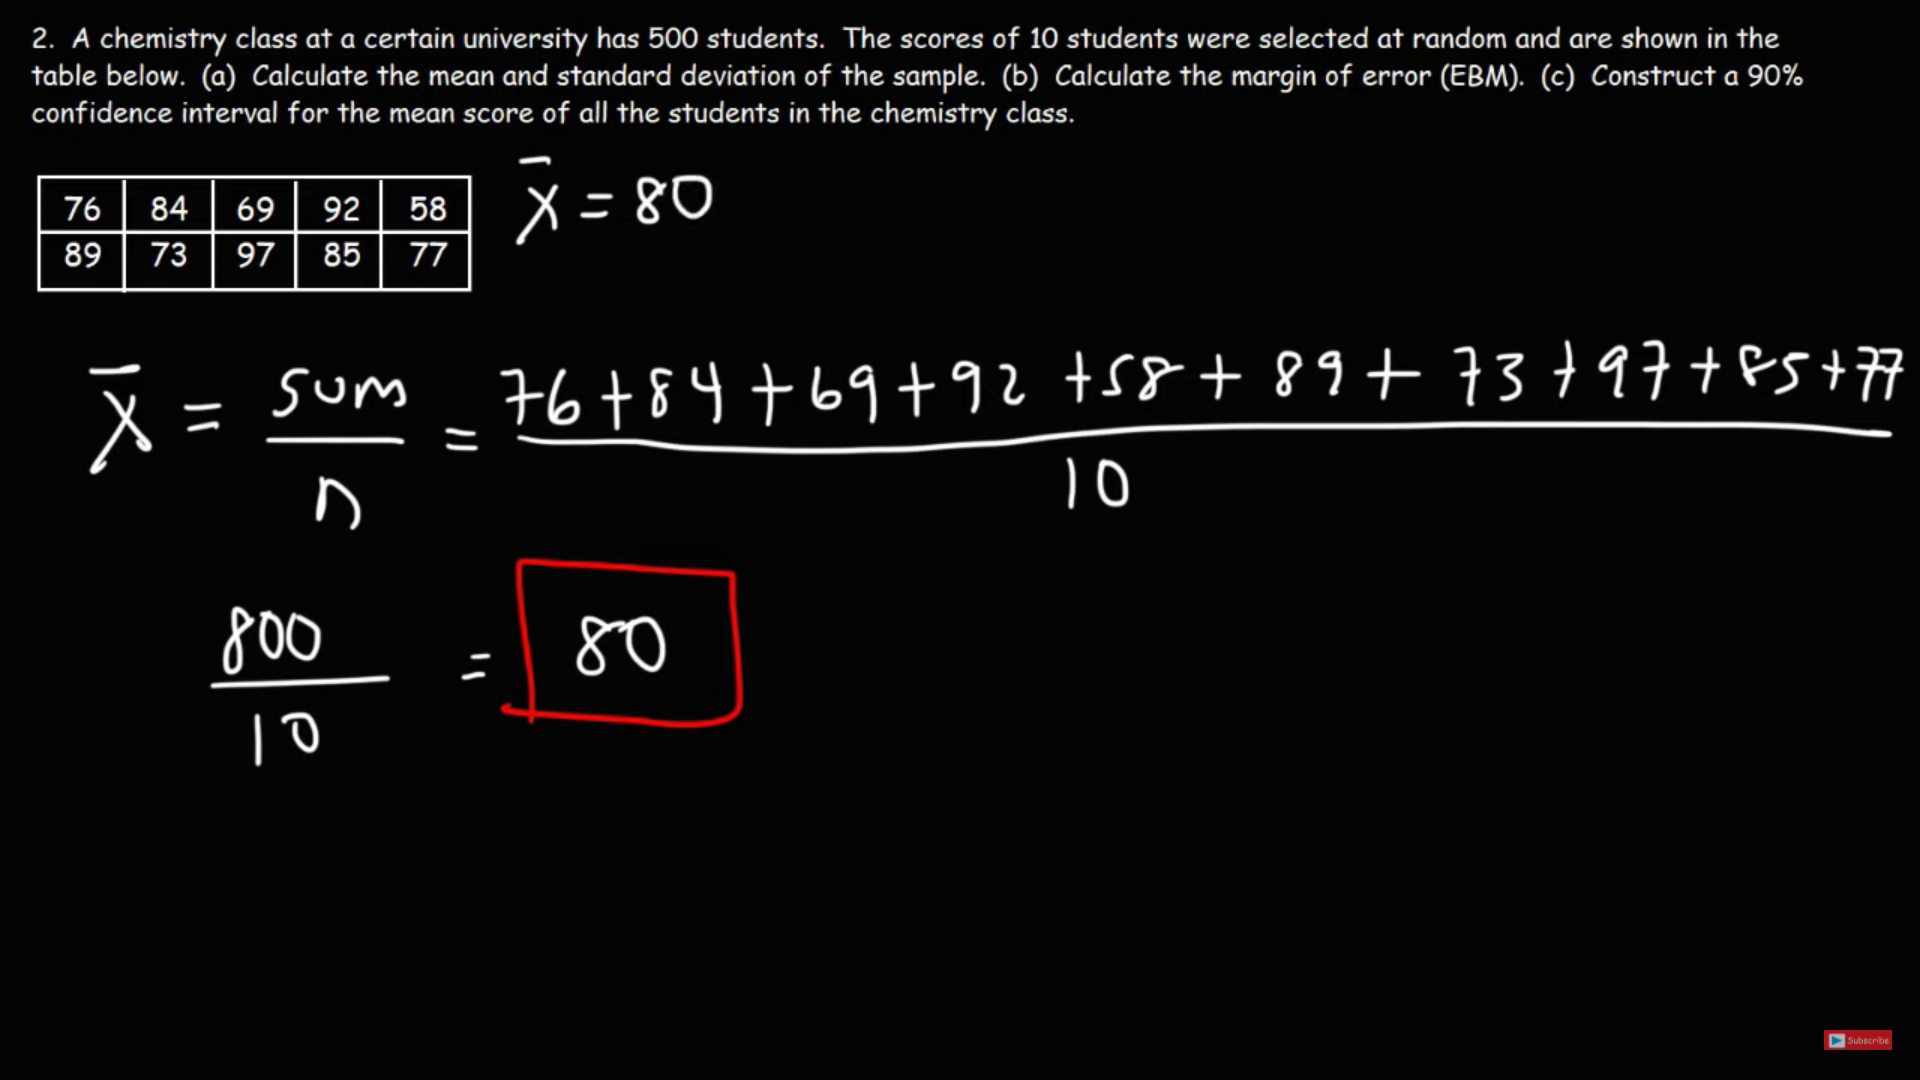 2. A chemistry class at a certain university has 500 students. The scores of 10 students were selected at random and are shown in the
table below. (a) Calculate the mean and standard deviation of the sample. (b) Calculate the margin of error (EBM). (c) Construct a 90%
confidence interval for the mean score of all the students in the chemistry class.
76 84 69 92 58
89 73 97 85 77
x̄ = 80
x̄ = sum / n = 76+84+69+92+58+89+73+97+85+77 / 10
800 / 10 = 80
Subscribe